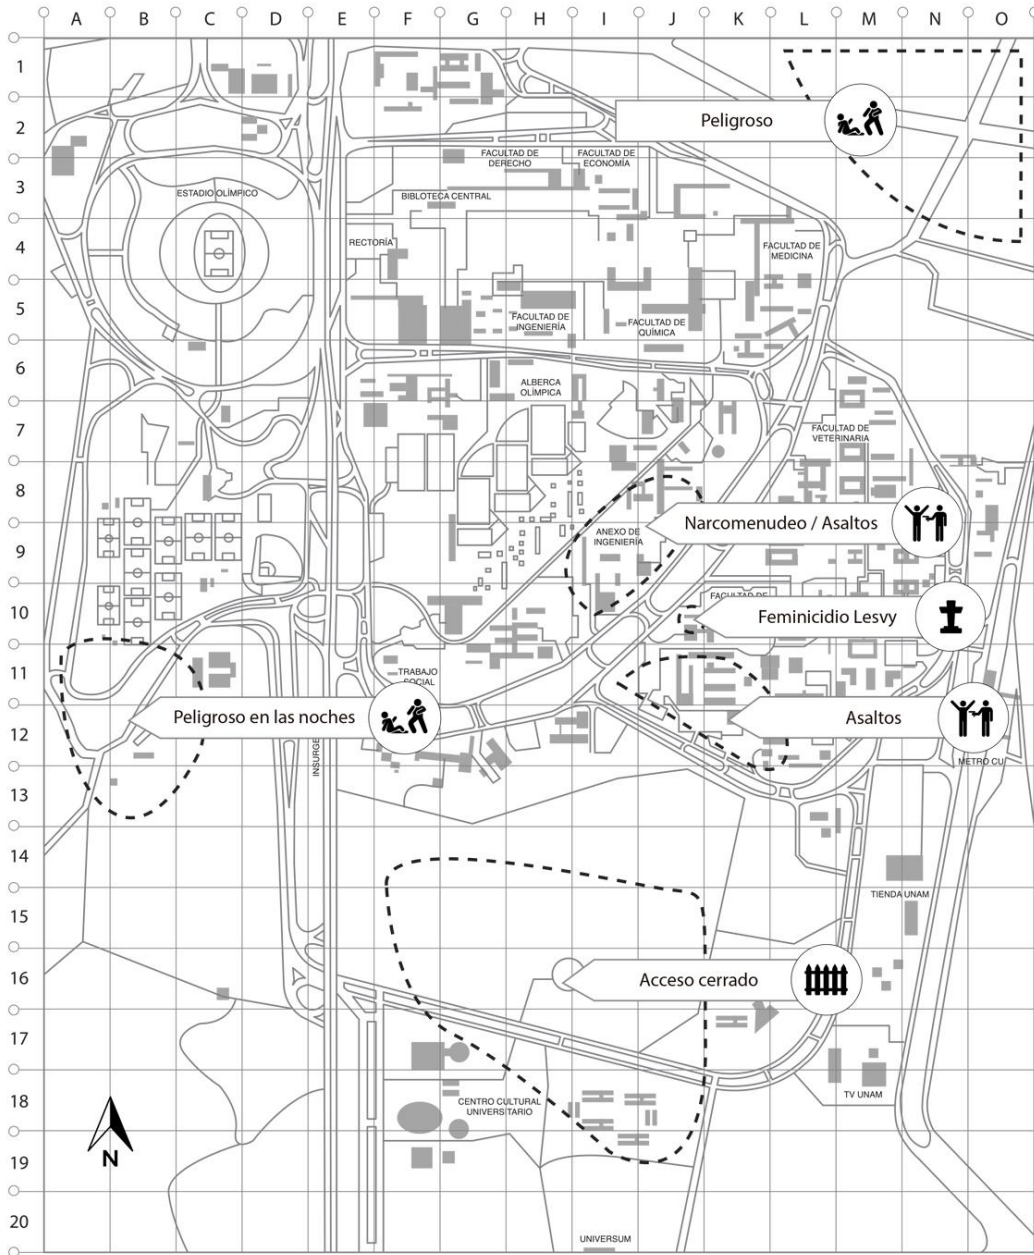 A B C D E F G H I J K L M N O
1
2
Peligroso
FACULTAD DE
DERECHO
FACULTAD DE
ECONOMÍA
3
ESTADIO OLÍMPICO
BIBLOTECA CENTRAL
4
RECTORÍA
FACULTAD DE
MEDICINA
5
FACULTAD DE
INGENIERÍA
FACULTAD DE
QUÍMICA
6
ALBERCA
OLÍMPICA
7
FACULTAD DE
VETERINARIA
8
Narcomenudeo / Asaltos
9
ANEXO DE
INGENIERÍA
10
FACULTAD DE
Feminicidio Lesvy
11
TRABAJO
SOCIAL
Peligroso en las noches
Asaltos
12
INSURGE
METRO CU
13
14
TIENDA UNAM
15
16
Acceso cerrado
17
18
CENTRO CULTURAL
UNIVERSITARIO
TV UNAM
N
19
20
UNIVERSUM